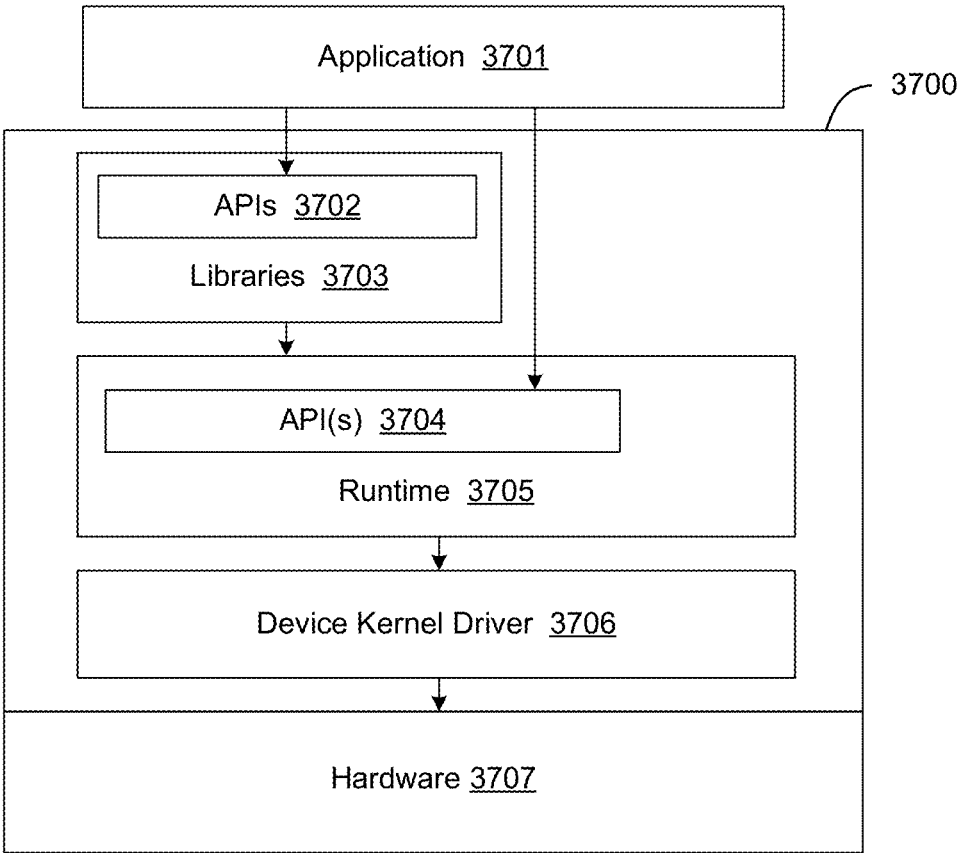 Application 3701
3700
APIs 3702
Libraries 3703
API(s) 3704
Runtime 3705
Device Kernel Driver 3706
Hardware 3707